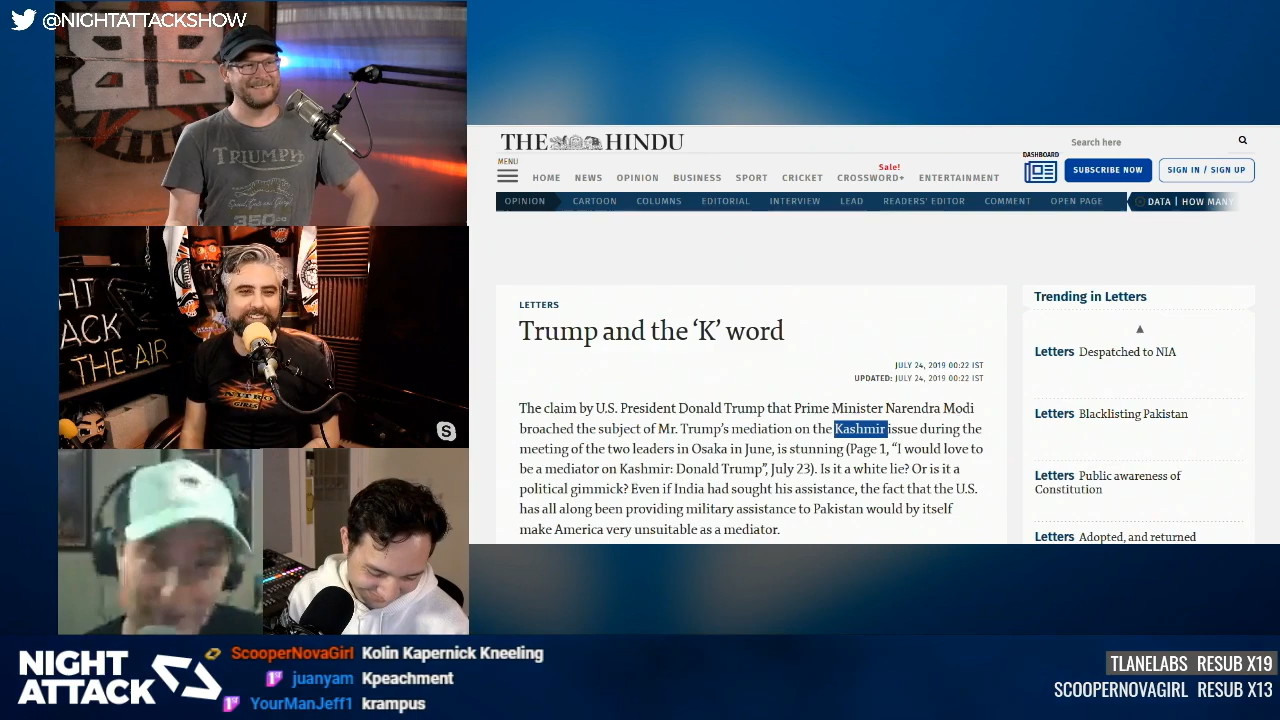 @NIGHTATTACKSHOW
BB
TRIUMPH
350
HT
ACK
THE AIR
NITRO
GIRLS
THE HINDU
Search here
MENU
HOME NEWS OPINION BUSINESS SPORT CRICKET CROSSWORD+ ENTERTAINMENT
Sale!
DASHBOARD
SUBSCRIBE NOW
SIGN IN / SIGN UP
OPINION CARTOON COLUMNS EDITORIAL INTERVIEW LEAD READERS' EDITOR COMMENT OPEN PAGE
DATA | HOW MANY
LETTERS
Trump and the ‘K’ word
JULY 24, 2019 00:22 IST
UPDATED: JULY 24, 2019 00:22 IST
The claim by U.S. President Donald Trump that Prime Minister Narendra Modi
broached the subject of Mr. Trump’s mediation on the Kashmir issue during the
meeting of the two leaders in Osaka in June, is stunning (Page 1, “I would love to
be a mediator on Kashmir: Donald Trump”, July 23). Is it a white lie? Or is it a
political gimmick? Even if India had sought his assistance, the fact that the U.S.
has all along been providing military assistance to Pakistan would by itself
make America very unsuitable as a mediator.
Trending in Letters
Letters Despatched to NIA
Letters Blacklisting Pakistan
Letters Public awareness of
Constitution
Letters Adopted, and returned
NIGHT
ATTACK
ScooperNovaGirl Kolin Kapernick Kneeling
juanyam Kpeachment
YourManJeff1 krampus
TLANELABS RESUB X19
SCOOPERNOVAGIRL RESUB X13